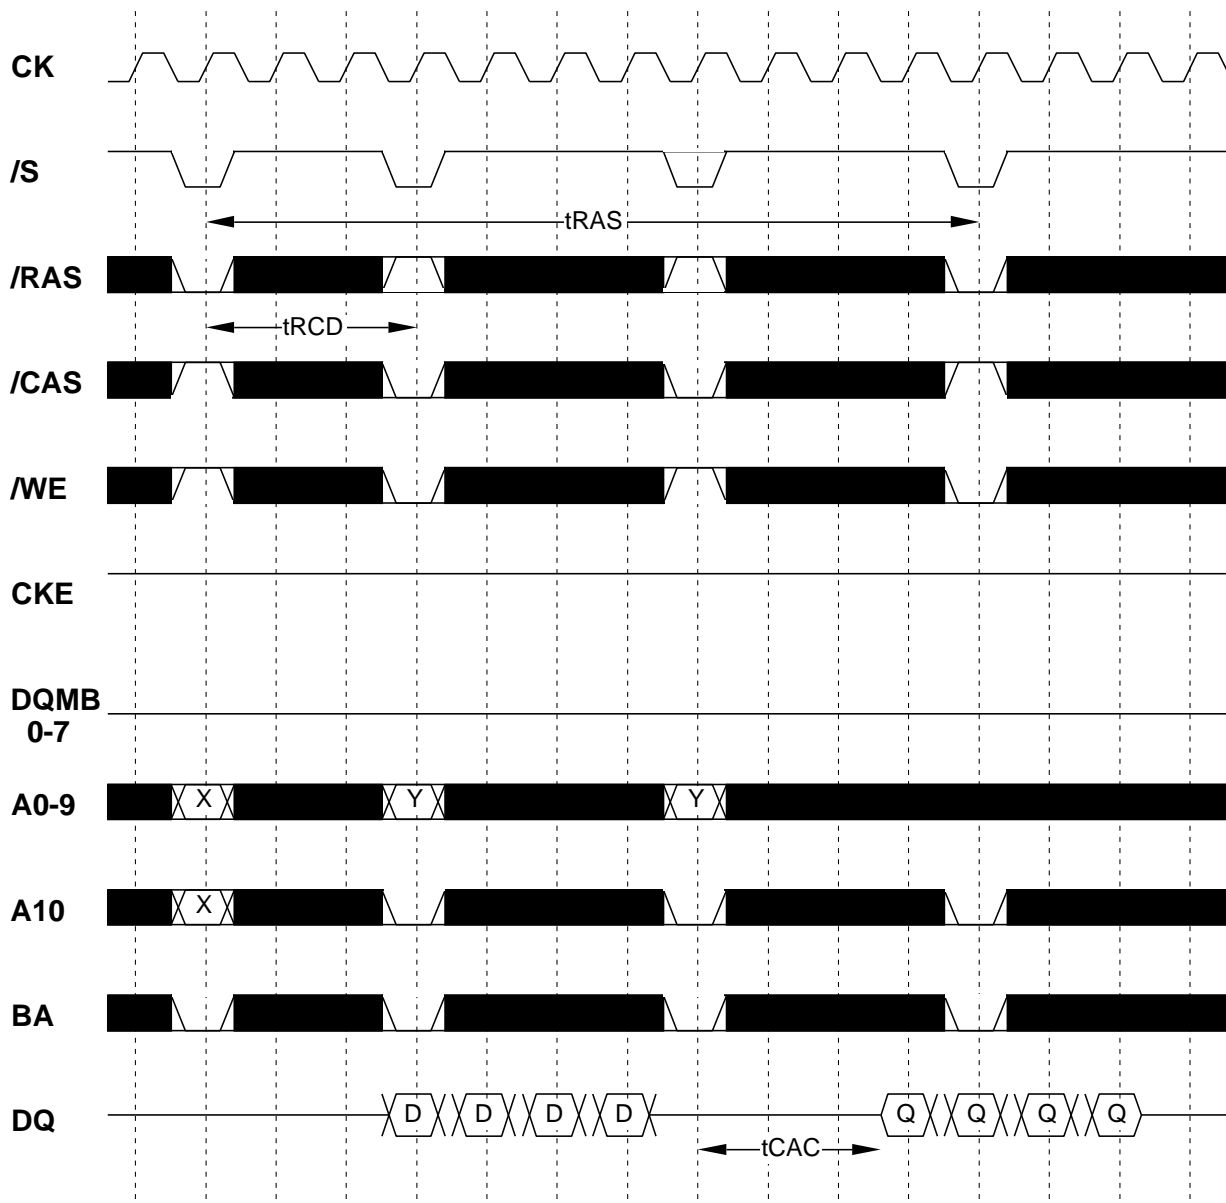 CK
/S
tRAS
/RAS
tRCD
/CAS
/WE
CKE
DQMB
0-7
A0-9 X Y Y
A10 X
BA
DQ D D D D Q Q Q Q
tCAC